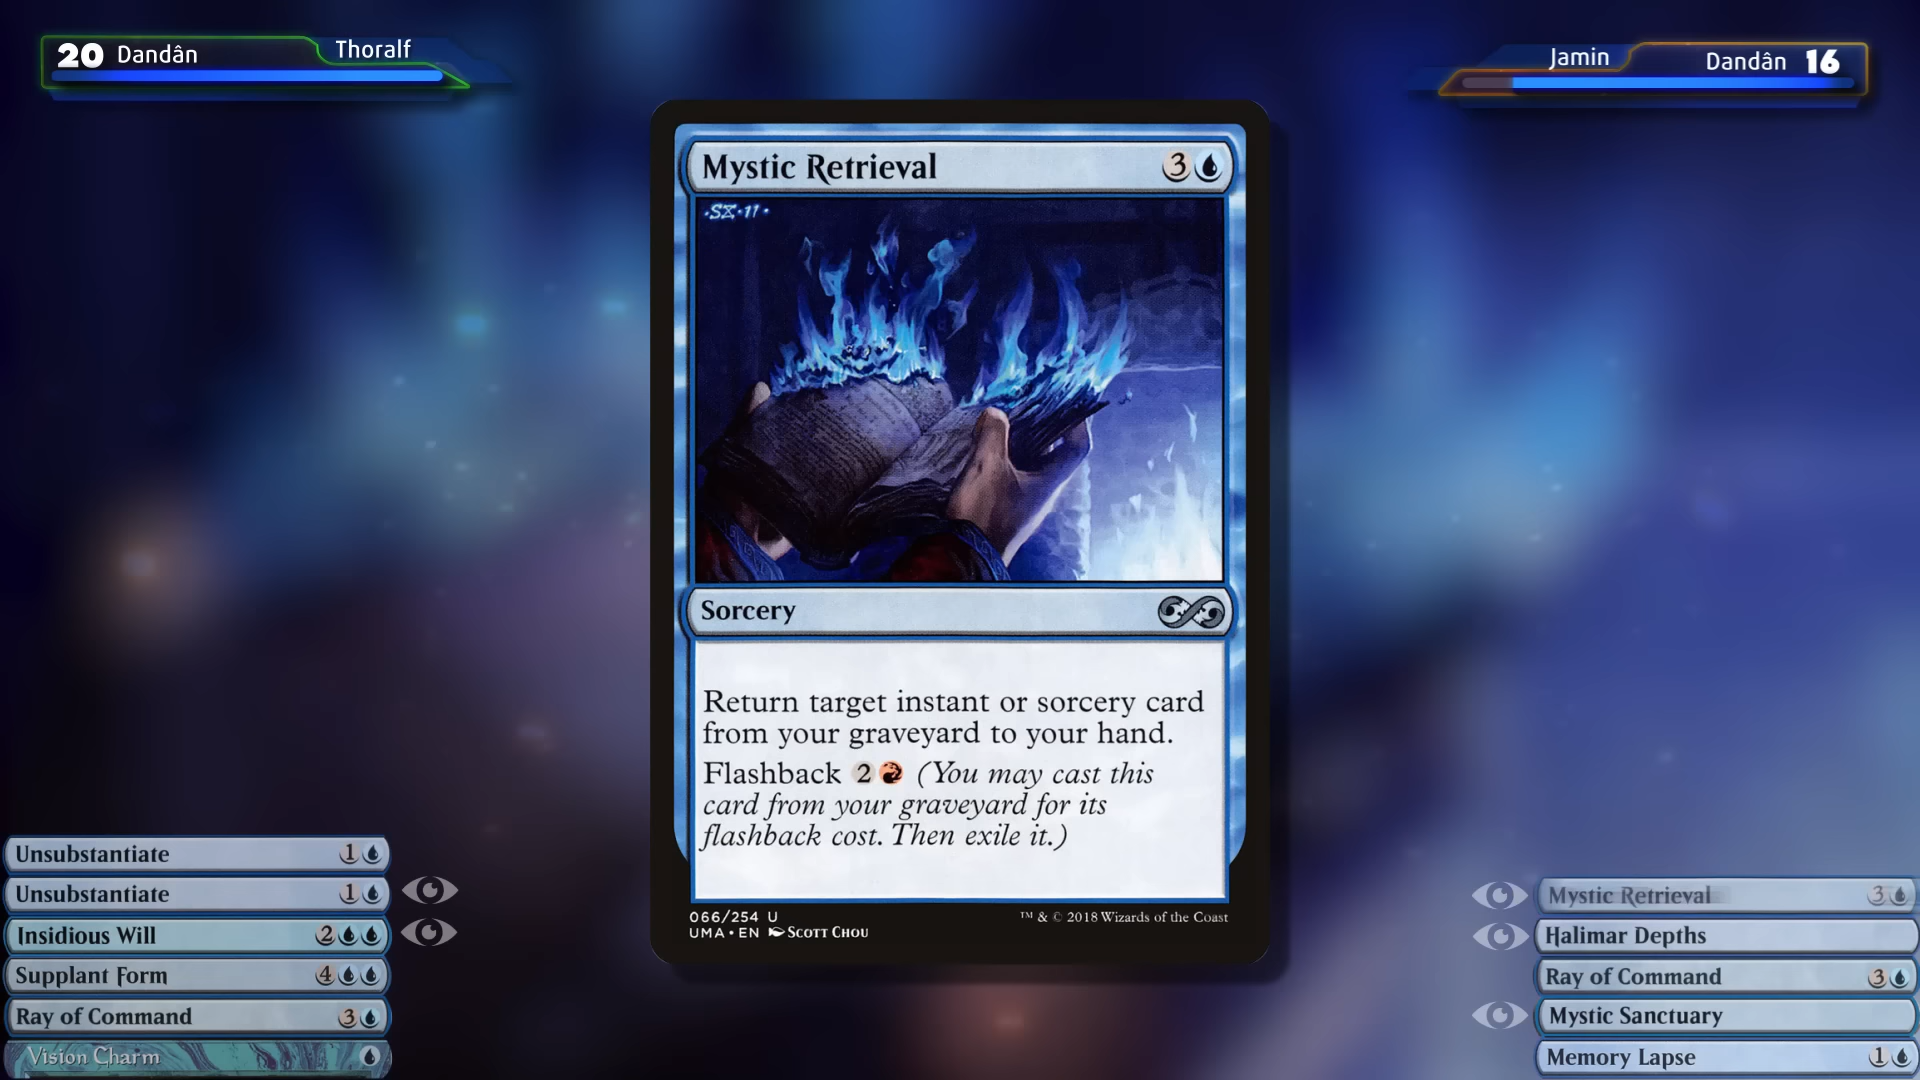 20 Dandân Thoralf
Jamin Dandân 16
Mystic Retrieval 3
·SZ·11·
Sorcery
Return target instant or sorcery card
from your graveyard to your hand.
Flashback 2 (You may cast this
card from your graveyard for its
flashback cost. Then exile it.)
066/254 U
UMA • EN Scott Chou
™ & © 2018 Wizards of the Coast
Unsubstantiate 1
Unsubstantiate 1
Insidious Will 2
Supplant Form 4
Ray of Command 3
Vision Charm
Mystic Retrieval 3
Halimar Depths
Ray of Command 3
Mystic Sanctuary
Memory Lapse 1